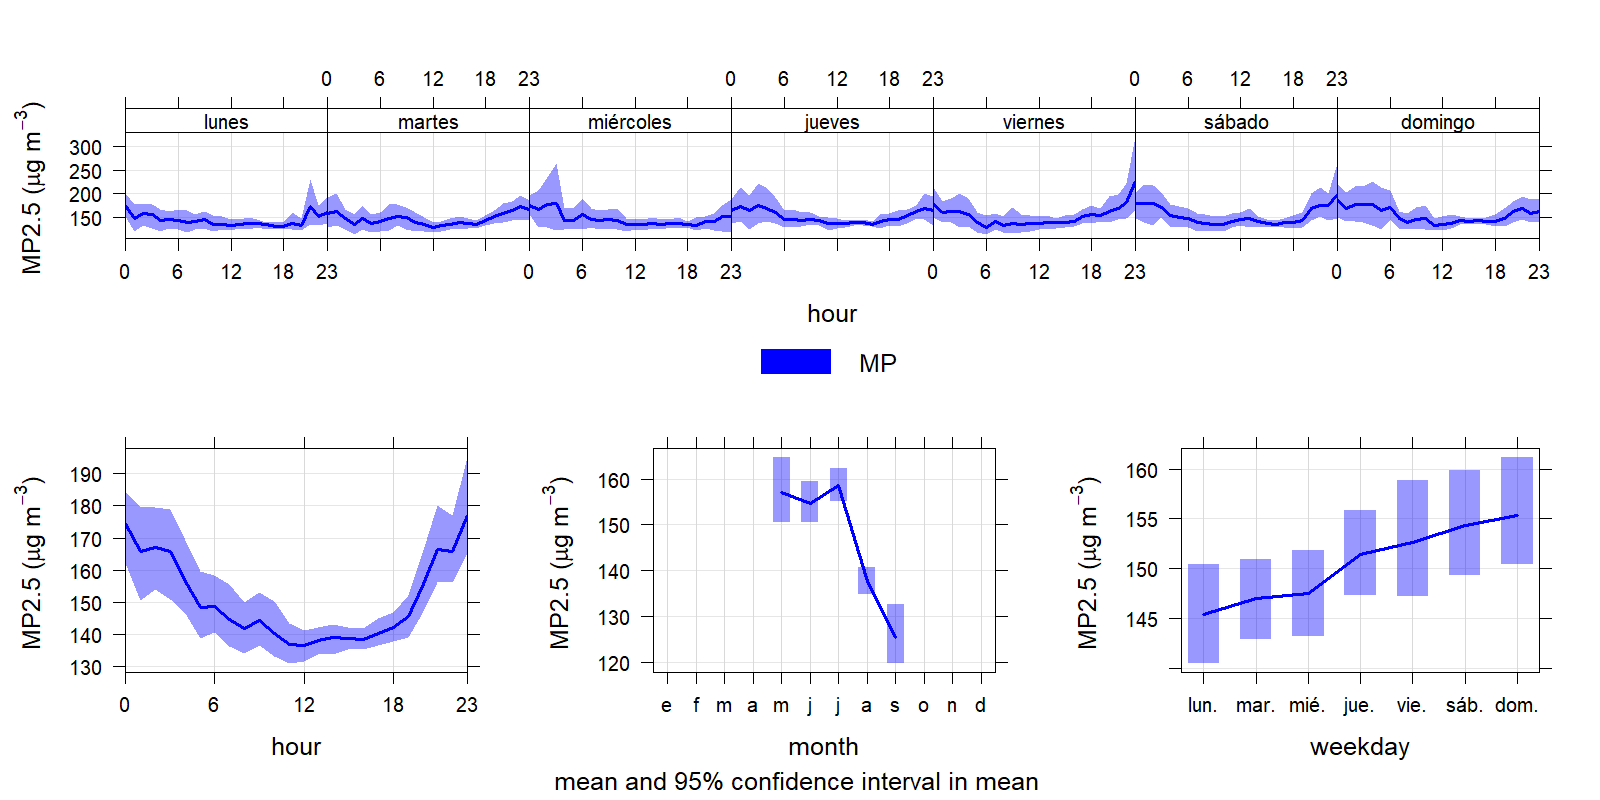 0 6 12 18 23 0 6 12 18 23 0 6 12 18 23
lunes martes miércoles jueves viernes sábado domingo
MP2.5 (μg m⁻³)
300
250
200
150
0 6 12 18 23 0 6 12 18 23 0 6 12 18 23 0 6 12 18 23
hour
MP
MP2.5 (μg m⁻³)
190
180
170
160
150
140
130
0 6 12 18 23
hour
MP2.5 (μg m⁻³)
160
150
140
130
120
e f m a m j j a s o n d
month
MP2.5 (μg m⁻³)
160
155
150
145
lun. mar. mié. jue. vie. sáb. dom.
weekday
mean and 95% confidence interval in mean